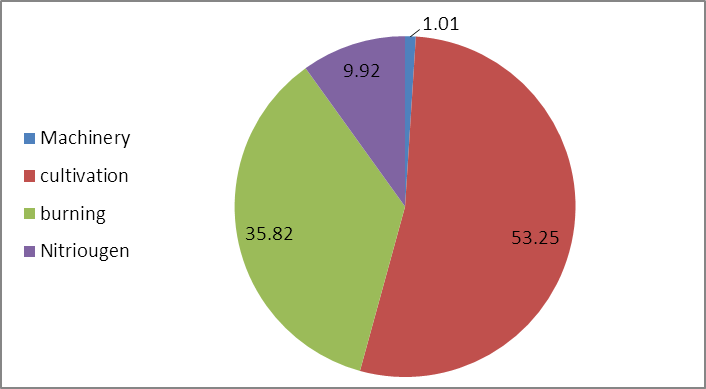 1.01
9.92
Machinery
cultivation
burning
Nitriougen
35.82
53.25